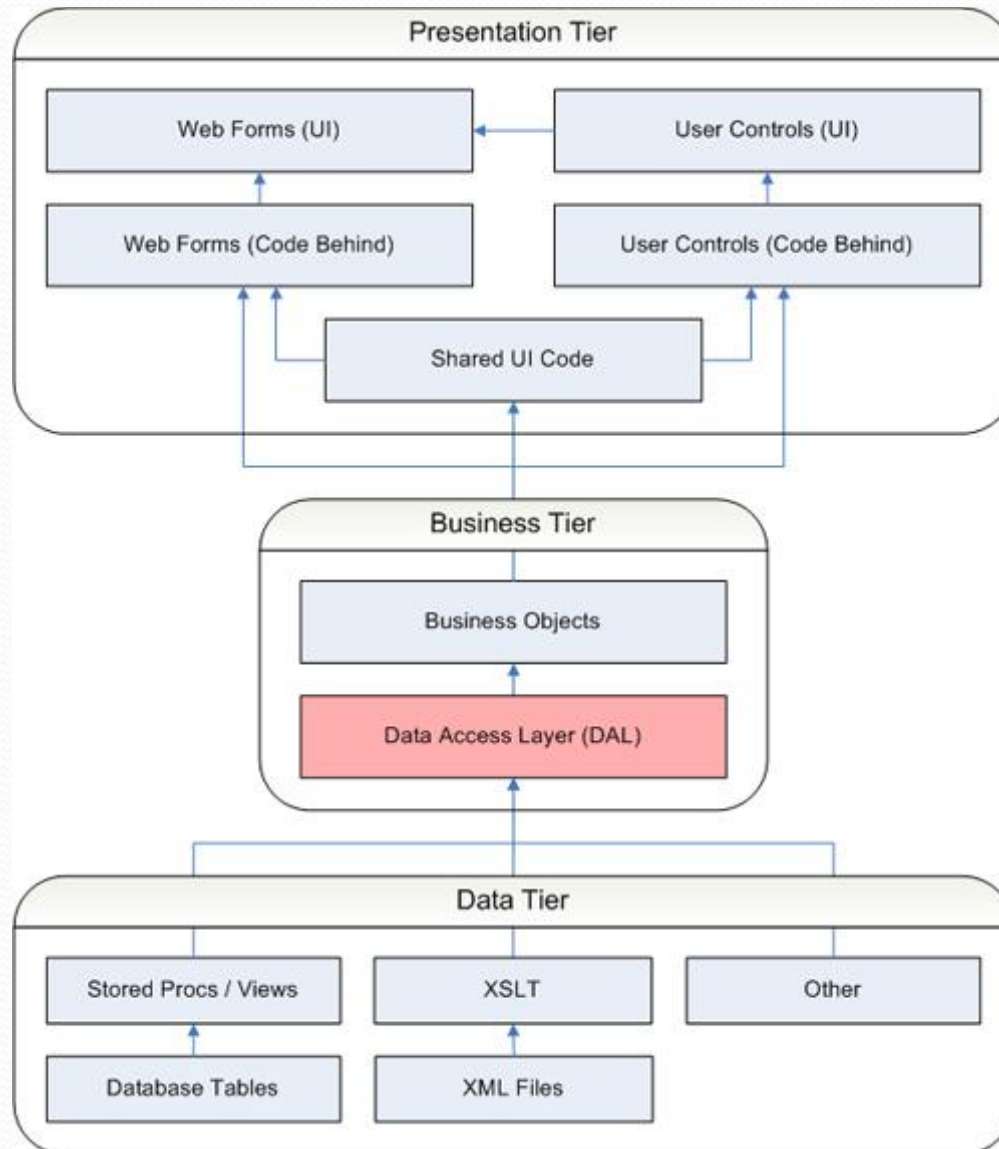 Presentation Tier
Web Forms (UI)
User Controls (UI)
Web Forms (Code Behind)
User Controls (Code Behind)
Shared UI Code
Business Tier
Business Objects
Data Access Layer (DAL)
Data Tier
Stored Procs / Views
XSLT
Other
Database Tables
XML Files